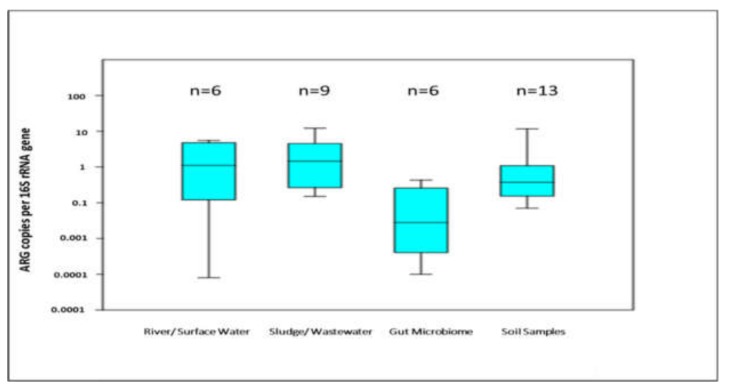 n=6 n=9 n=6 n=13
100
10
1
0.1
0.001
0.0001
0.0001
ARG copies per 16S rRNA gene
River/Surface Water Sludge/Wastewater Gut Microbiome Soil Samples